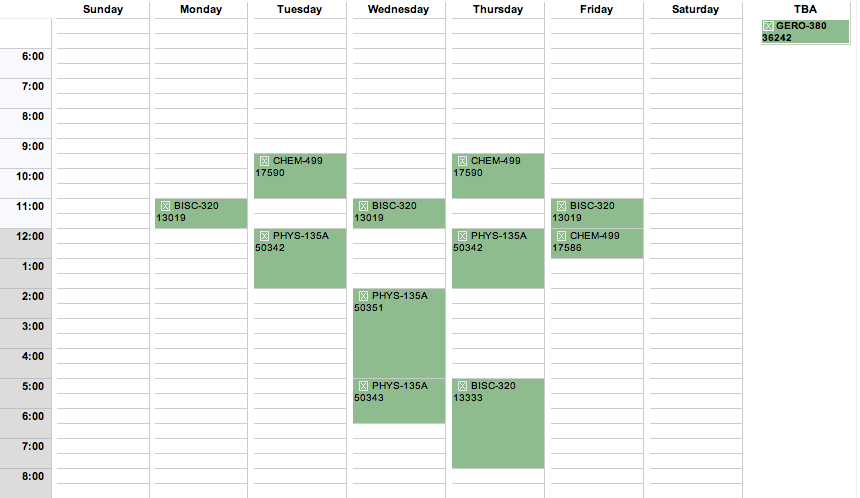 Sunday Monday Tuesday Wednesday Thursday Friday Saturday TBA
GERO-380
36242
6:00
7:00
8:00
9:00
CHEM-499 CHEM-499
17590 17590
10:00
11:00 BISC-320 BISC-320 BISC-320
13019 13019 13019
12:00 PHYS-135A PHYS-135A CHEM-499
50342 50342 17586
1:00
2:00 PHYS-135A
50351
3:00
4:00
5:00 PHYS-135A BISC-320
50343 13333
6:00
7:00
8:00